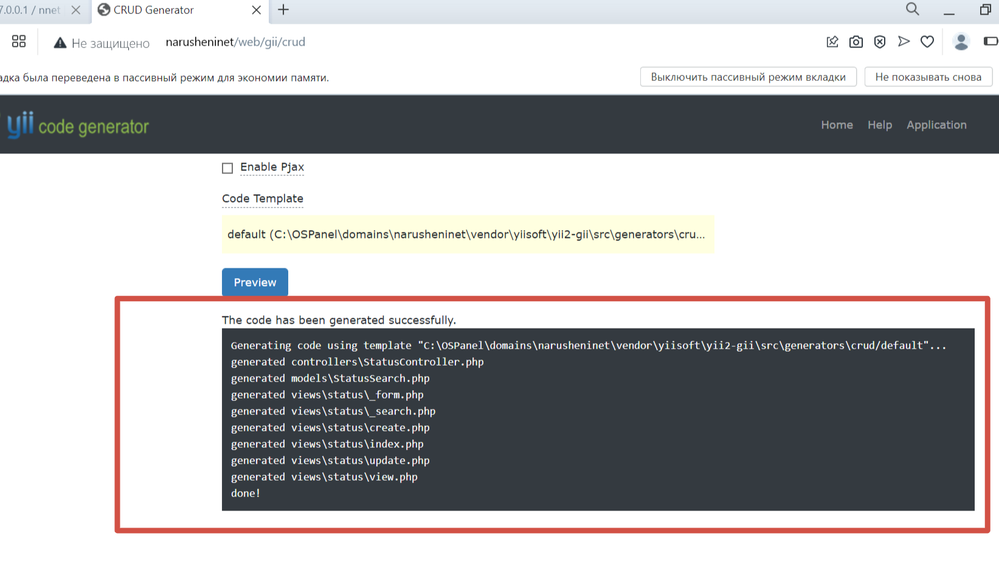 7.0.0.1 / nnet
CRUD Generator
Не защищено narusheninet/web/gii/crud
адка была переведена в пассивный режим для экономии памяти.
Выключить пассивный режим вкладки
Не показывать снова
yii code generator
Home Help Application
Enable Pjax
Code Template
default (C:\OSPanel\domains\narusheninet\vendor\yiisoft\yii2-gii\src\generators\cru...
Preview
The code has been generated successfully.
Generating code using template "C:\OSPanel\domains\narusheninet\vendor\yiisoft\yii2-gii\src\generators\crud/default"...
generated controllers\StatusController.php
generated models\StatusSearch.php
generated views\status\_form.php
generated views\status\_search.php
generated views\status\create.php
generated views\status\index.php
generated views\status\update.php
generated views\status\view.php
done!